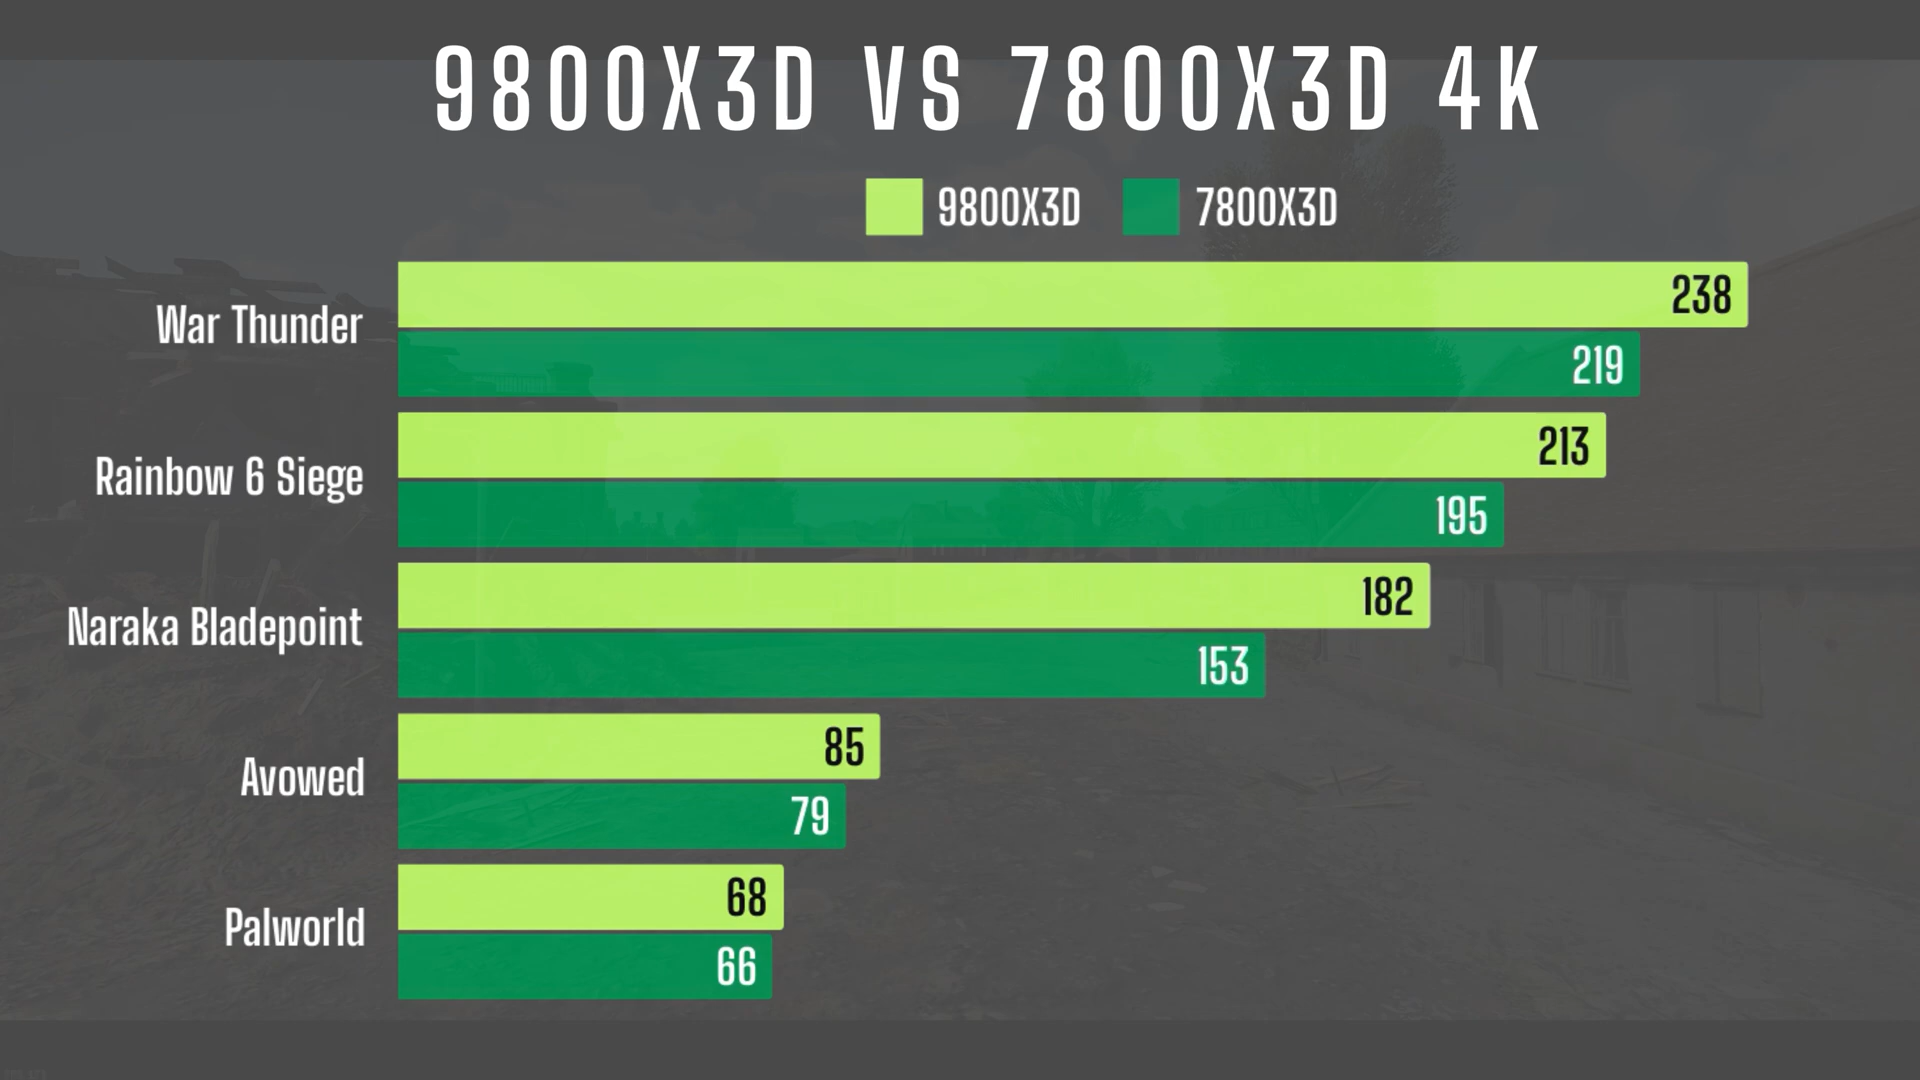 9800X3D VS 7800X3D 4K
9800X3D 7800X3D
War Thunder
238
219
Rainbow 6 Siege
213
195
Naraka Bladepoint
182
153
Avowed
85
79
Palworld
68
66